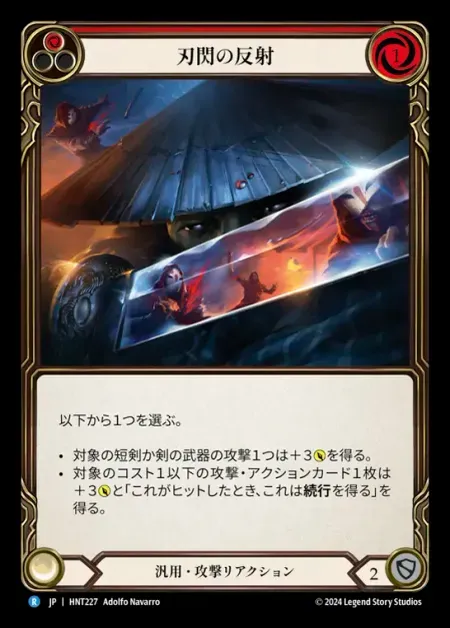 刃閃の反射
1
以下から1つを選ぶ。
• 対象の短剣か剣の武器の攻撃1つは+3を得る。
• 対象のコスト1以下の攻撃・アクションカード1枚は
+3と「これがヒットしたとき、これは続行を得る」を
得る。
汎用・攻撃リアクション
2
R JP | HNT227 Adolfo Navarro
© 2024 Legend Story Studios